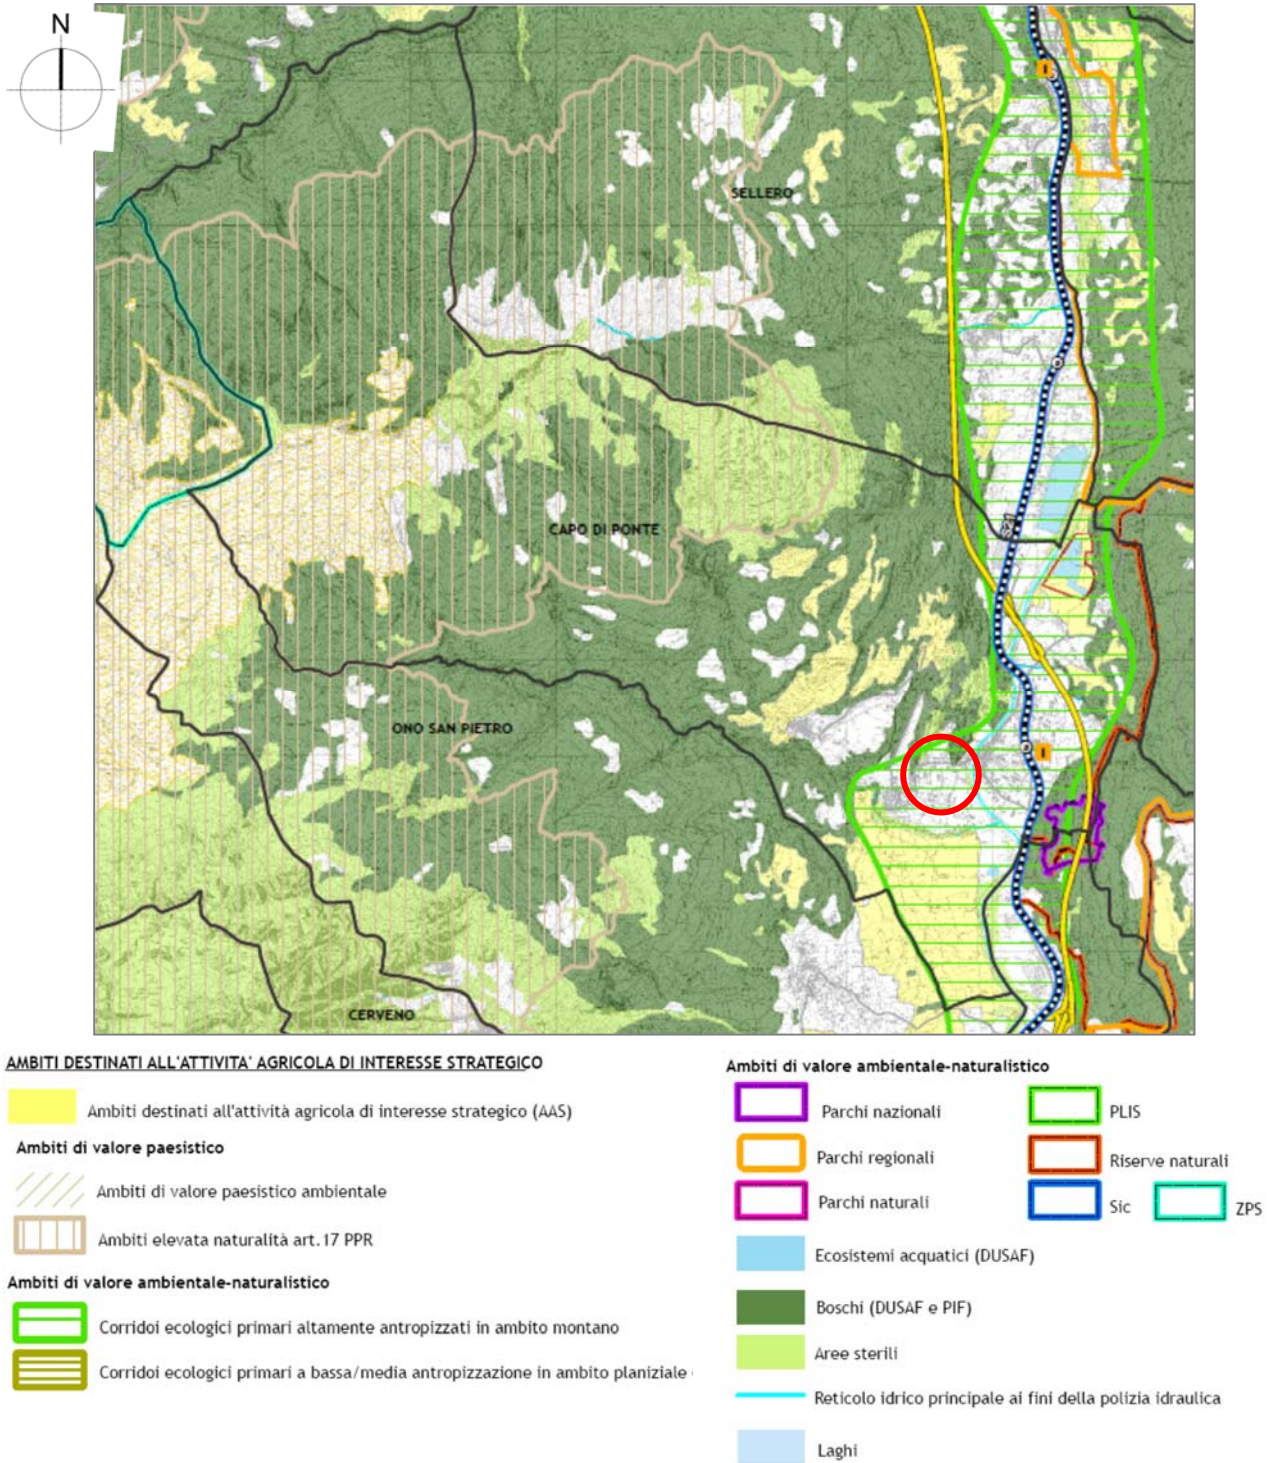 N
SELLERO
CAPO DI PONTE
ONO SAN PIETRO
CERVENO
AMBITI DESTINATI ALL'ATTIVITA' AGRICOLA DI INTERESSE STRATEGICO
Ambiti destinati all'attività agricola di interesse strategico (AAS)
Ambiti di valore paesistico
Ambiti di valore paesistico ambientale
Ambiti elevata naturalità art.17 PPR
Ambiti di valore ambientale-naturalistico
Corridoi ecologici primari altamente antropizzati in ambito montano
Corridoi ecologici primari a bassa/media antropizzazione in ambito planiziale
Ambiti di valore ambientale-naturalistico
Parchi nazionali
PLIS
Parchi regionali
Riserve naturali
Parchi naturali
Sic
ZPS
Ecosistemi acquatici (DUSAF)
Boschi (DUSAF e PIF)
Aree sterili
Reticolo idrico principale ai fini della polizia idraulica
Laghi